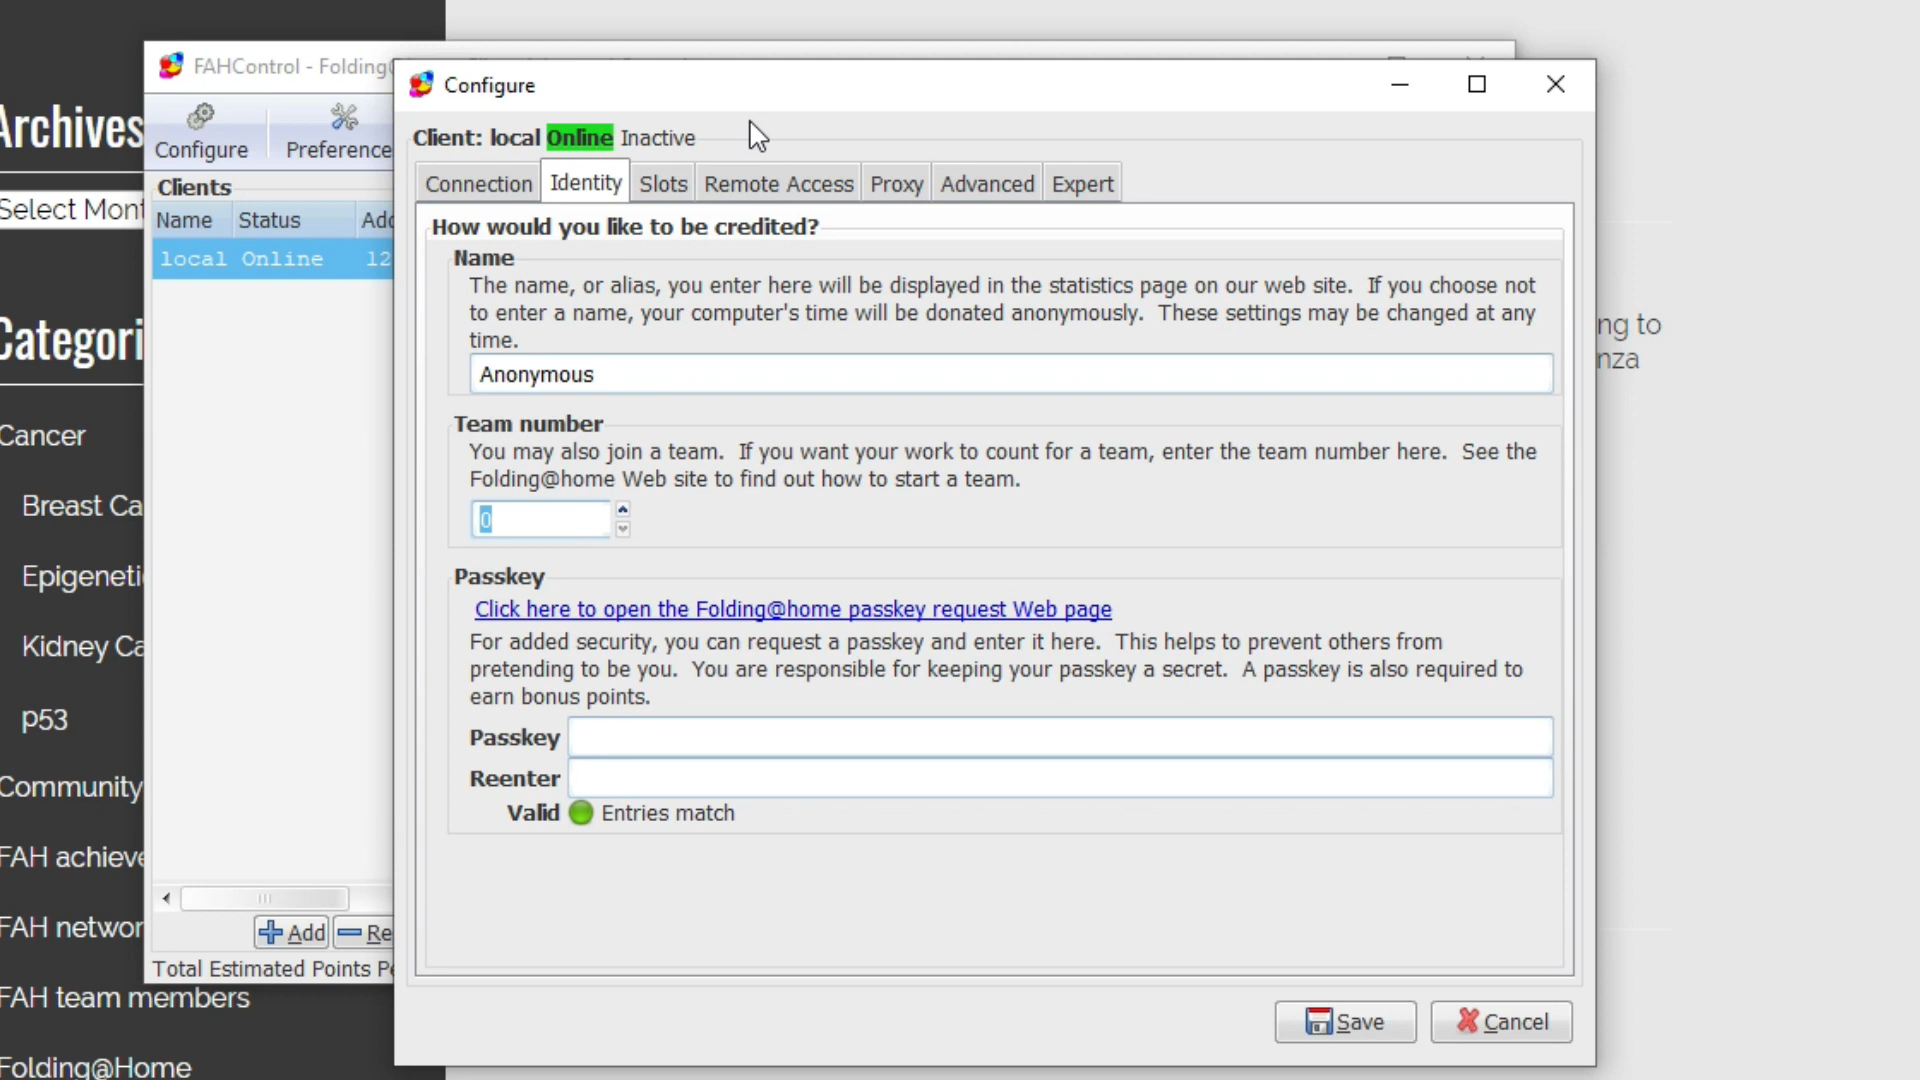 Archives
Select Mont
Categori
Cancer
Breast Ca
Epigeneti
Kidney Ca
p53
Community
FAH achieve
FAH networ
FAH team members
Folding@Home
FAHControl - Folding@
Configure
Preference
Clients
Name Status Add
local Online 12
Add Re
Total Estimated Points Pe
Configure
Client: local Online Inactive
Connection Identity Slots Remote Access Proxy Advanced Expert
How would you like to be credited?
Name
The name, or alias, you enter here will be displayed in the statistics page on our web site. If you choose not
to enter a name, your computer's time will be donated anonymously. These settings may be changed at any
time.
Anonymous
Team number
You may also join a team. If you want your work to count for a team, enter the team number here. See the
Folding@home Web site to find out how to start a team.
0
Passkey
Click here to open the Folding@home passkey request Web page
For added security, you can request a passkey and enter it here. This helps to prevent others from
pretending to be you. You are responsible for keeping your passkey a secret. A passkey is also required to
earn bonus points.
Passkey
Reenter
Valid Entries match
Save Cancel
ng to
nza